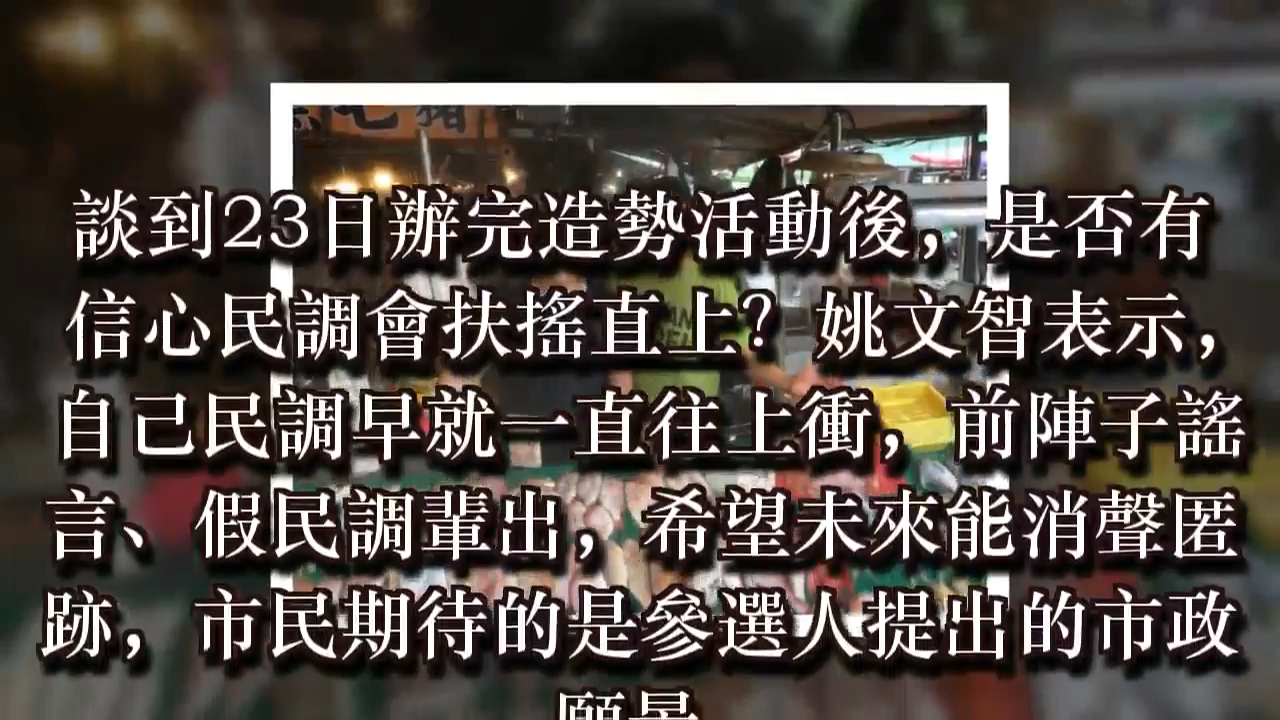 談到23日辦完造勢活動後，是否有
信心民調會扶搖直上？姚文智表示，
自己民調早就一直往上衝，前陣子謠
言、假民調輩出，希望未來能消聲匿
跡，市民期待的是參選人提出的市政
願景